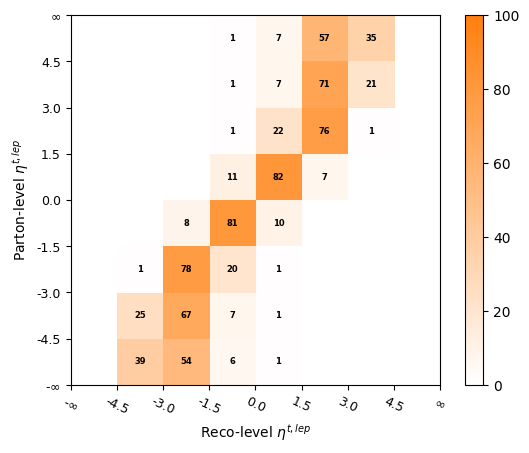 ∞ 1 7 57 35 100
4.5 1 7 71 21
3.0 1 22 76 1 80
1.5 11 82 7 60
0.0 8 81 10
-1.5 1 78 20 1 40
-3.0 25 67 7 1 20
-4.5 39 54 6 1
-∞ 0
-∞ -4.5 -3.0 -1.5 0.0 1.5 3.0 4.5 ∞
Reco-level η^{t, lep}
Parton-level η^{t, lep}